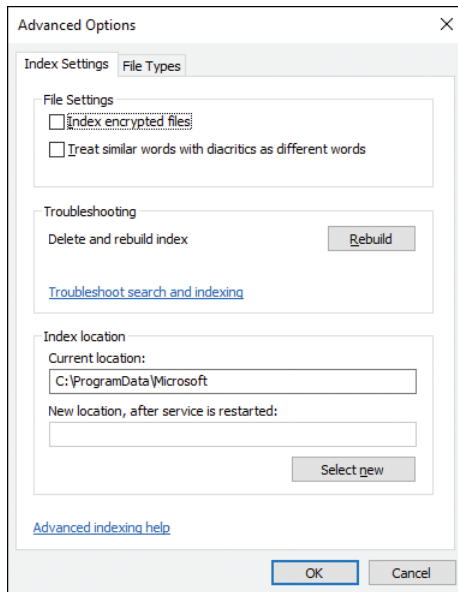 Advanced Options
Index Settings File Types
File Settings
Index encrypted files
Treat similar words with diacritics as different words
Troubleshooting
Delete and rebuild index Rebuild
Troubleshoot search and indexing
Index location
Current location:
C:\ProgramData\Microsoft
New location, after service is restarted:
Select new
Advanced indexing help
OK Cancel